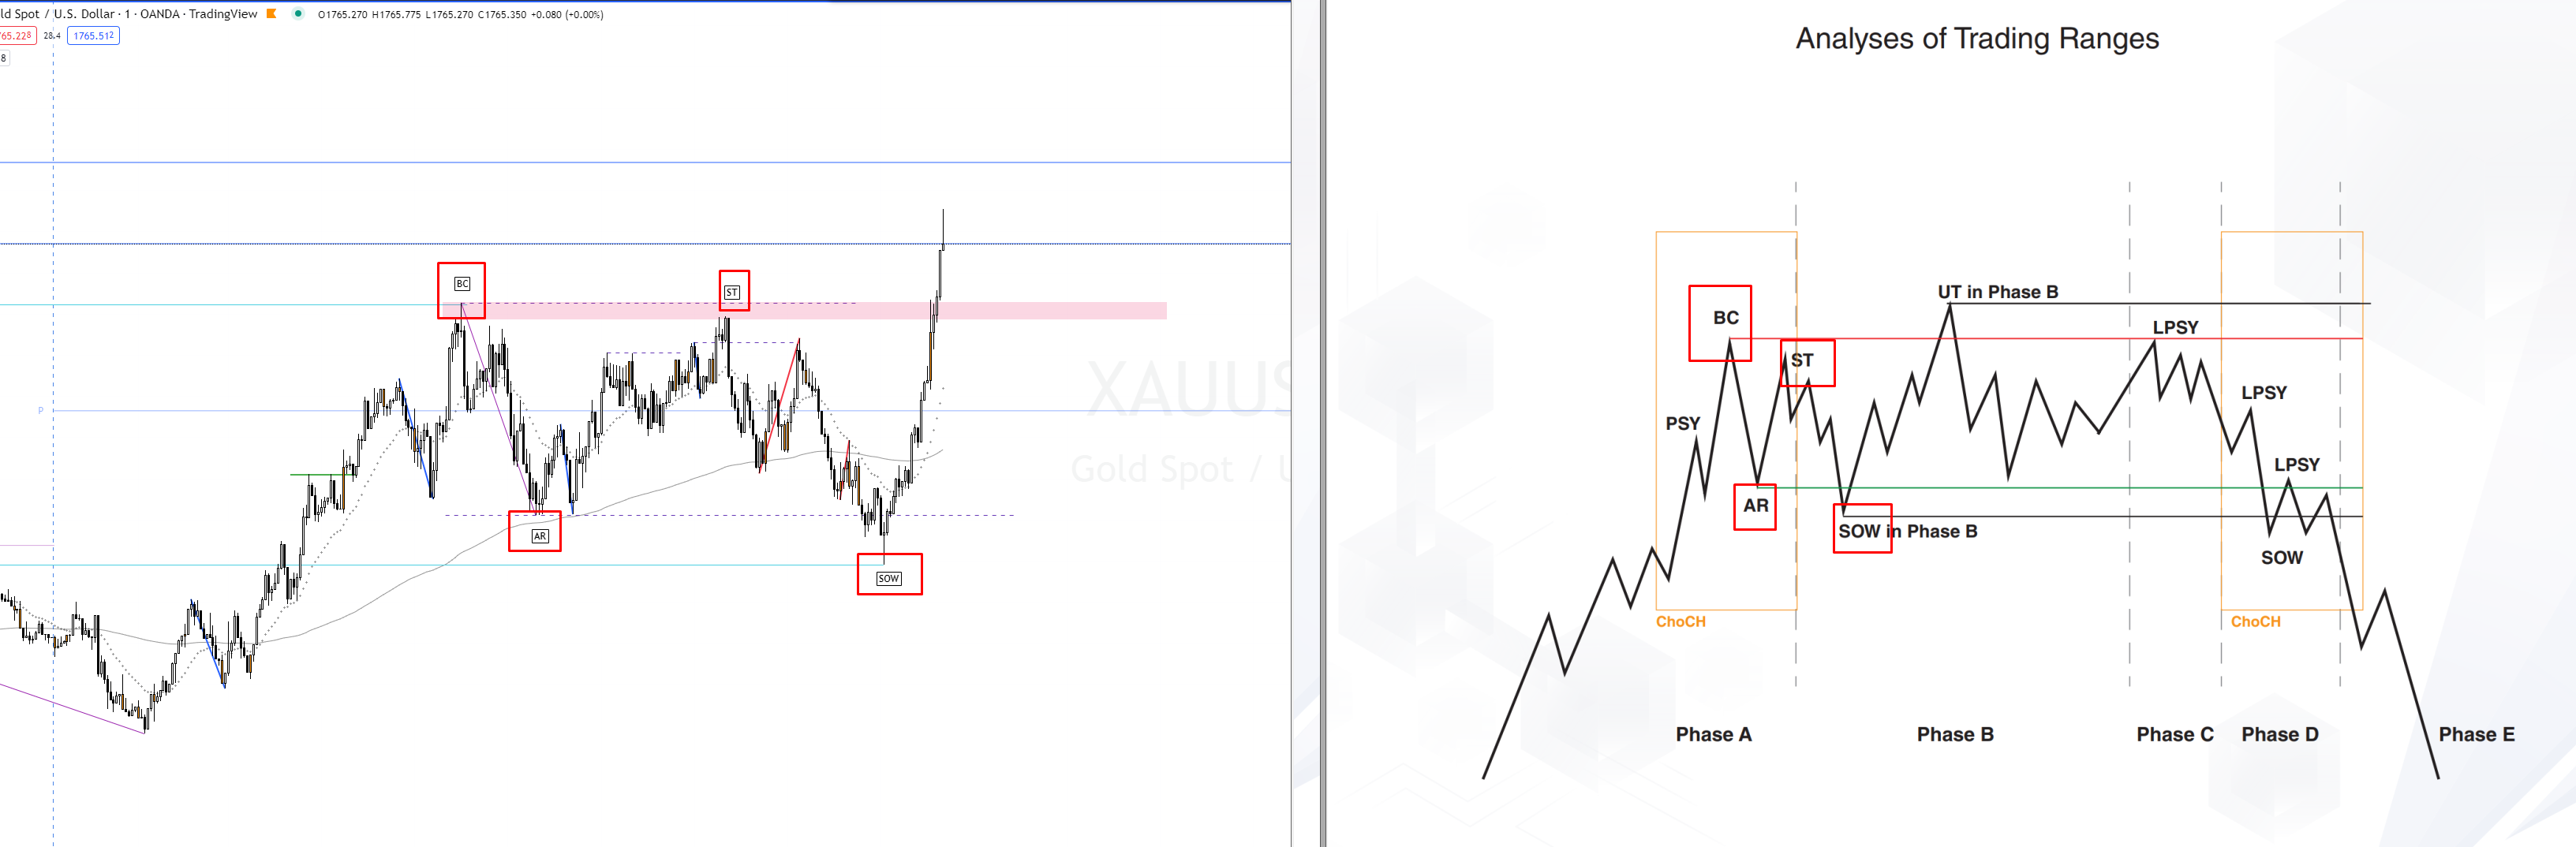 ld Spot / U.S. Dollar · 1 · OANDA · TradingView O1765.270 H1765.775 L1765.270 C1765.350 +0.080 (+0.00%)
65.228 28.4 1765.512
8
BC
ST
P
AR
SOW
XAUUS
Gold Spot / U
Analyses of Trading Ranges
UT in Phase B
BC
LPSY
ST
LPSY
PSY
LPSY
AR
SOW in Phase B
SOW
ChoCH
ChoCH
Phase A
Phase B
Phase C
Phase D
Phase E